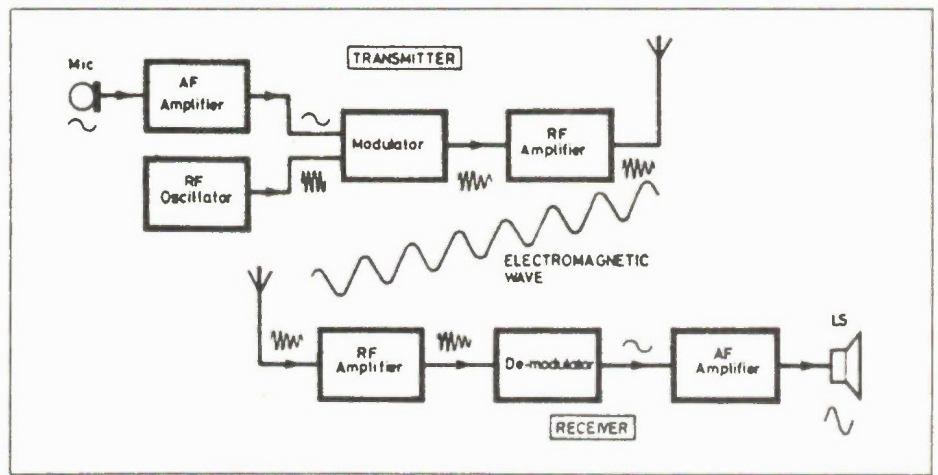 TRANSMITTER
Mic
AF
Amplifier
Modulator
RF
Amplifier
RF
Oscillator
ELECTROMAGNETIC
WAVE
LS
RF
Amplifier
De-modulator
AF
Amplifier
RECEIVER